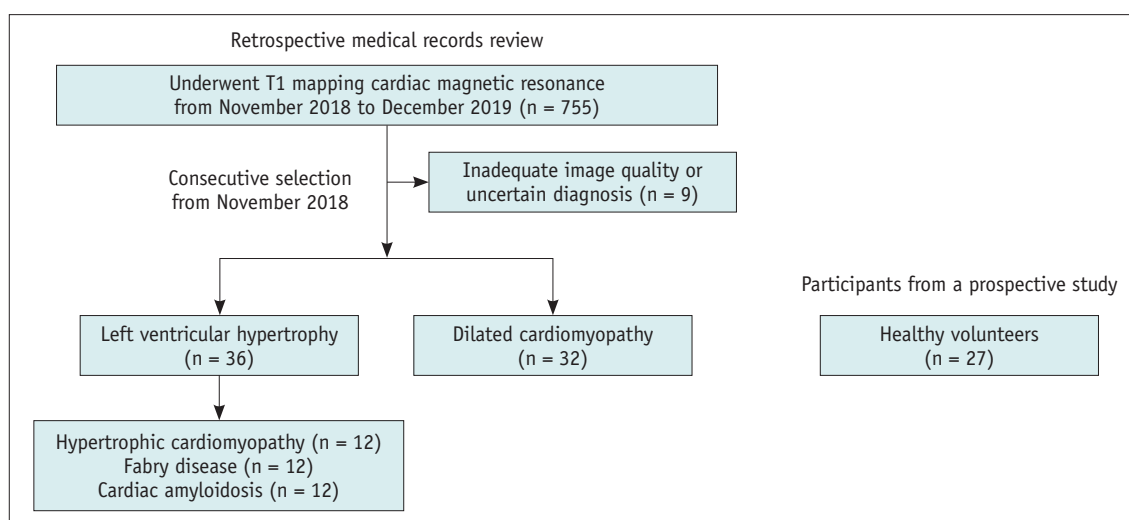 Retrospective medical records review
Underwent T1 mapping cardiac magnetic resonance
from November 2018 to December 2019 (n = 755)
Consecutive selection
from November 2018
Inadequate image quality or
uncertain diagnosis (n = 9)
Left ventricular hypertrophy
(n = 36)
Dilated cardiomyopathy
(n = 32)
Participants from a prospective study
Healthy volunteers
(n = 27)
Hypertrophic cardiomyopathy (n = 12)
Fabry disease (n = 12)
Cardiac amyloidosis (n = 12)